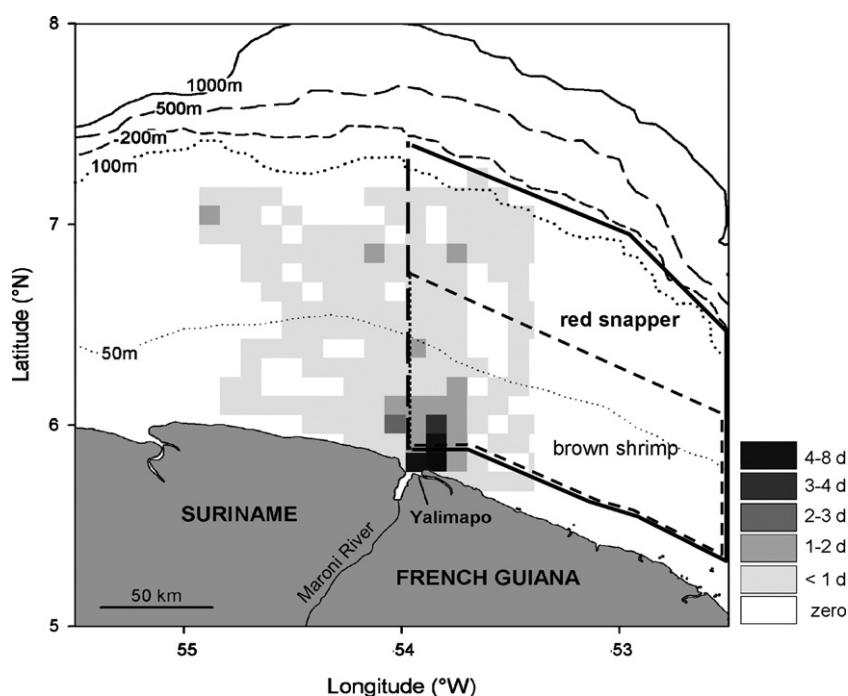 8
1000m
500m
200m
100m
7
red snapper
50m
6
brown shrimp
4-8 d
3-4 d
2-3 d
1-2 d
< 1 d
zero
SURINAME
Yalimapo
Maroni River
FRENCH GUIANA
50 km
5
55
54
53
Latitude (°N)
Longitude (°W)